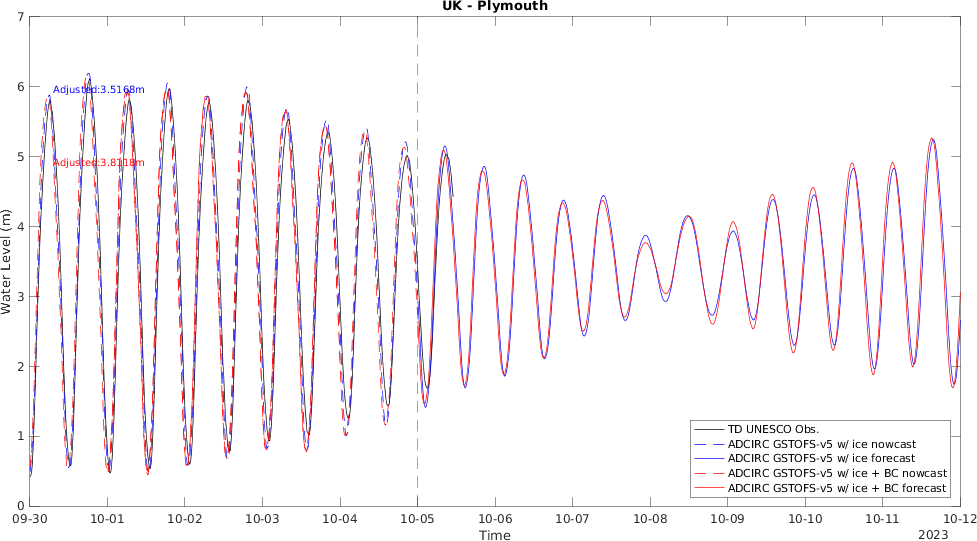 UK - Plymouth
7
6
5
4
3
2
1
0
Water Level (m)
Adjusted:3.5168m
Adjusted:3.8118m
TD UNESCO Obs.
ADCIRC GSTOFS-v5 w/ ice nowcast
ADCIRC GSTOFS-v5 w/ ice forecast
ADCIRC GSTOFS-v5 w/ ice + BC nowcast
ADCIRC GSTOFS-v5 w/ ice + BC forecast
09-30 10-01 10-02 10-03 10-04 10-05 10-06 10-07 10-08 10-09 10-10 10-11 10-12
Time
2023